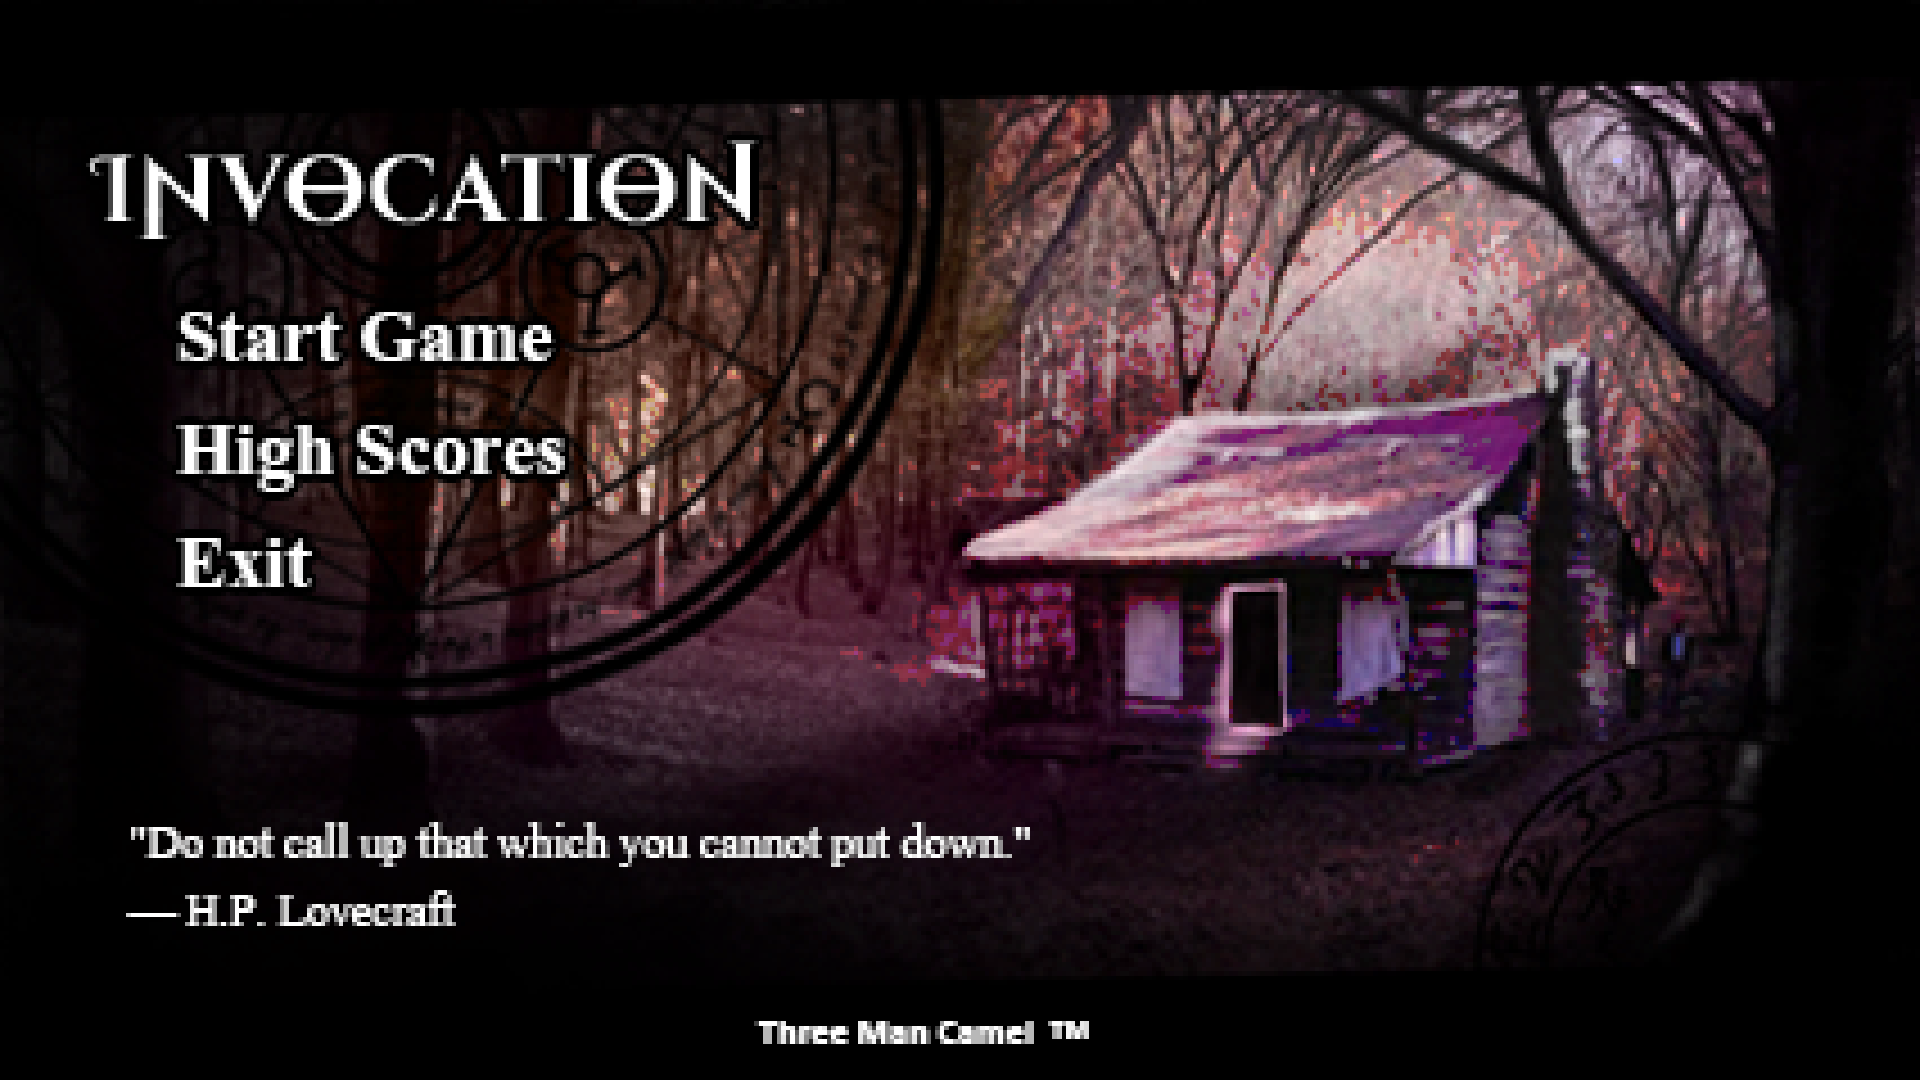 INVOCATION
Start Game
High Scores
Exit
"Do not call up that which you cannot put down."
— H.P. Lovecraft
Three Man Camel ™